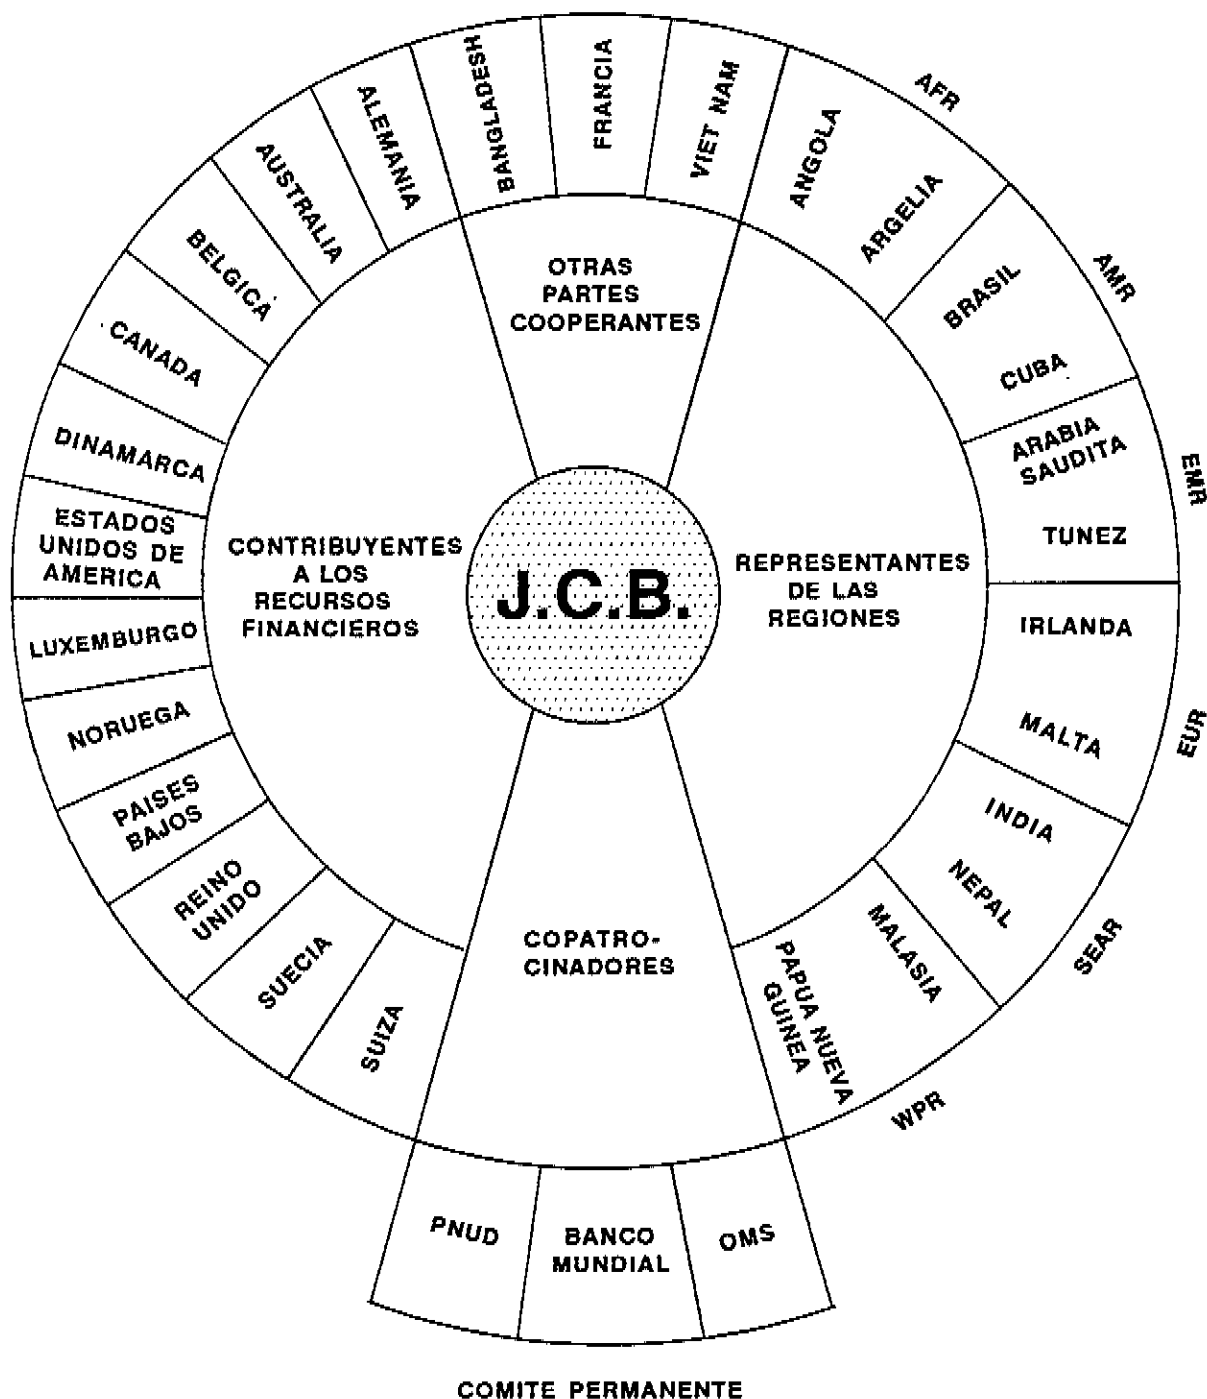 BANGLADESH
FRANCIA
VIET NAM
OTRAS
PARTES
COOPERANTES
ANGOLA
ARGELIA
AFR
BRASIL
CUBA
AMR
ARABIA
SAUDITA
TUNEZ
EMR
IRLANDA
MALTA
EUR
INDIA
NEPAL
SEAR
MALASIA
PAPUA NUEVA
GUINEA
WPR
REPRESENTANTES
DE LAS
REGIONES
J.C.B.
CONTRIBUYENTES
A LOS
RECURSOS
FINANCIEROS
ALEMANIA
AUSTRALIA
BELGICA
CANADA
DINAMARCA
ESTADOS
UNIDOS DE
AMERICA
LUXEMBURGO
NORUEGA
PAISES
BAJOS
REINO
UNIDO
SUECIA
SUIZA
COPATRO-
CINADORES
PNUD
BANCO
MUNDIAL
OMS
COMITE PERMANENTE